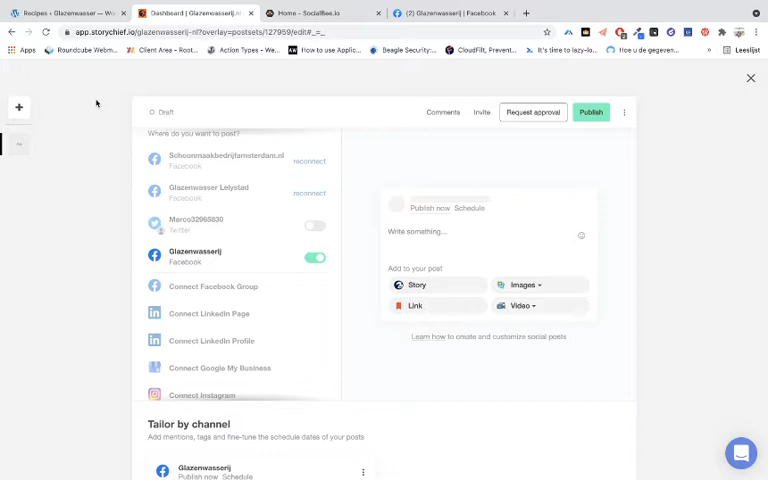 Recipes ‹ Glazenwasser — Wo
Dashboard | Glazenwasserij.nl
Home - SocialBee.io
(2) Glazenwasserij | Facebook
app.storychief.io/glazenwasserij-nl?overlay=postsets/127959/edit#_=_
Apps
Roundcube Webmail...
Client Area - Root...
Action Types - We...
How to use Applic...
Beagle Security:...
CloudFilt, Prevent...
It's time to lazy-lo...
Hoe u de gegeven...
»
Leeslijst
Draft
Comments
Invite
Request approval
Publish
Where do you want to post?
Schoonmaakbedrijfamsterdam.nl
Facebook
reconnect
Glazenwasser Lelystad
Facebook
reconnect
Marco32965830
Twitter
Glazenwasserij
Facebook
Connect Facebook Group
Connect LinkedIn Page
Connect LinkedIn Profile
Connect Google My Business
Connect Instagram
Publish now Schedule
Write something...
Add to your post
Story
Images
Link
Video
Learn how to create and customize social posts
Tailor by channel
Add mentions, tags and fine-tune the schedule dates of your posts
Glazenwasserij
Publish now Schedule